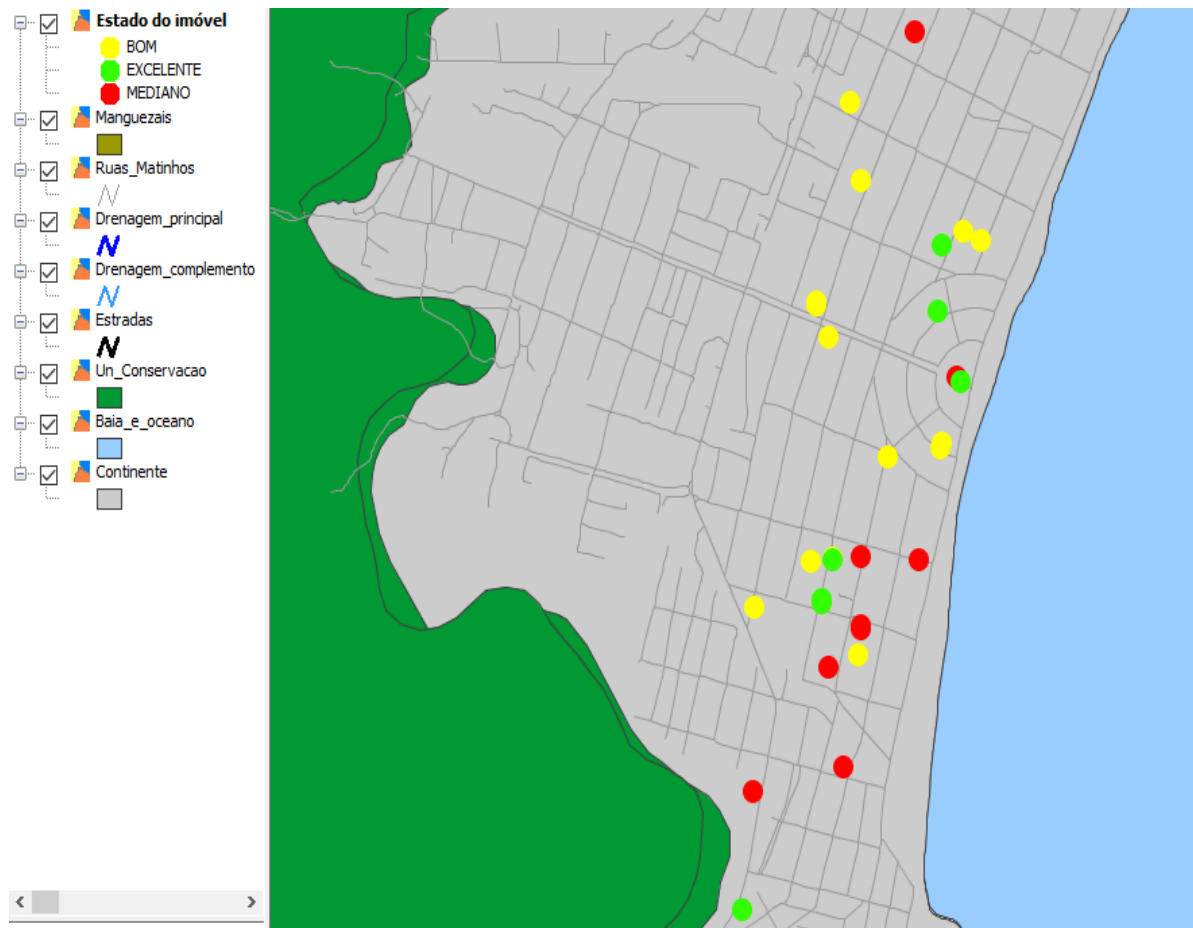 Estado do imóvel
BOM
EXCELENTE
MEDIANO
Manguezais
Ruas_Matinhos
Drenagem_principal
Drenagem_complemento
Estradas
Un_Conservacao
Baia_e_oceano
Continente